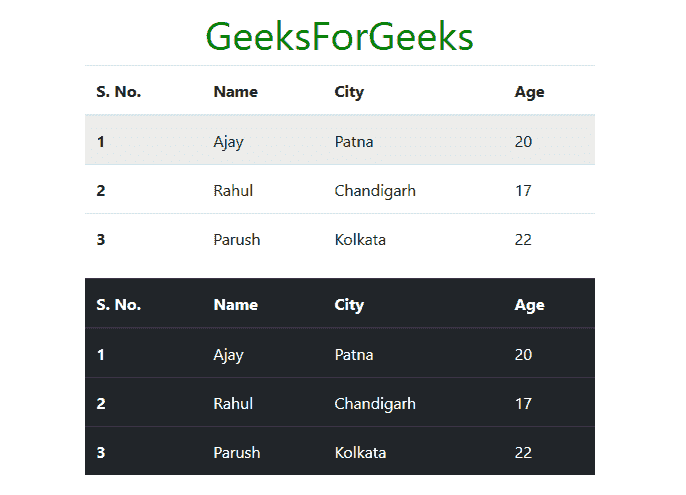 GeeksForGeeks
S. No. Name City Age
1 Ajay Patna 20
2 Rahul Chandigarh 17
3 Parush Kolkata 22
S. No. Name City Age
1 Ajay Patna 20
2 Rahul Chandigarh 17
3 Parush Kolkata 22